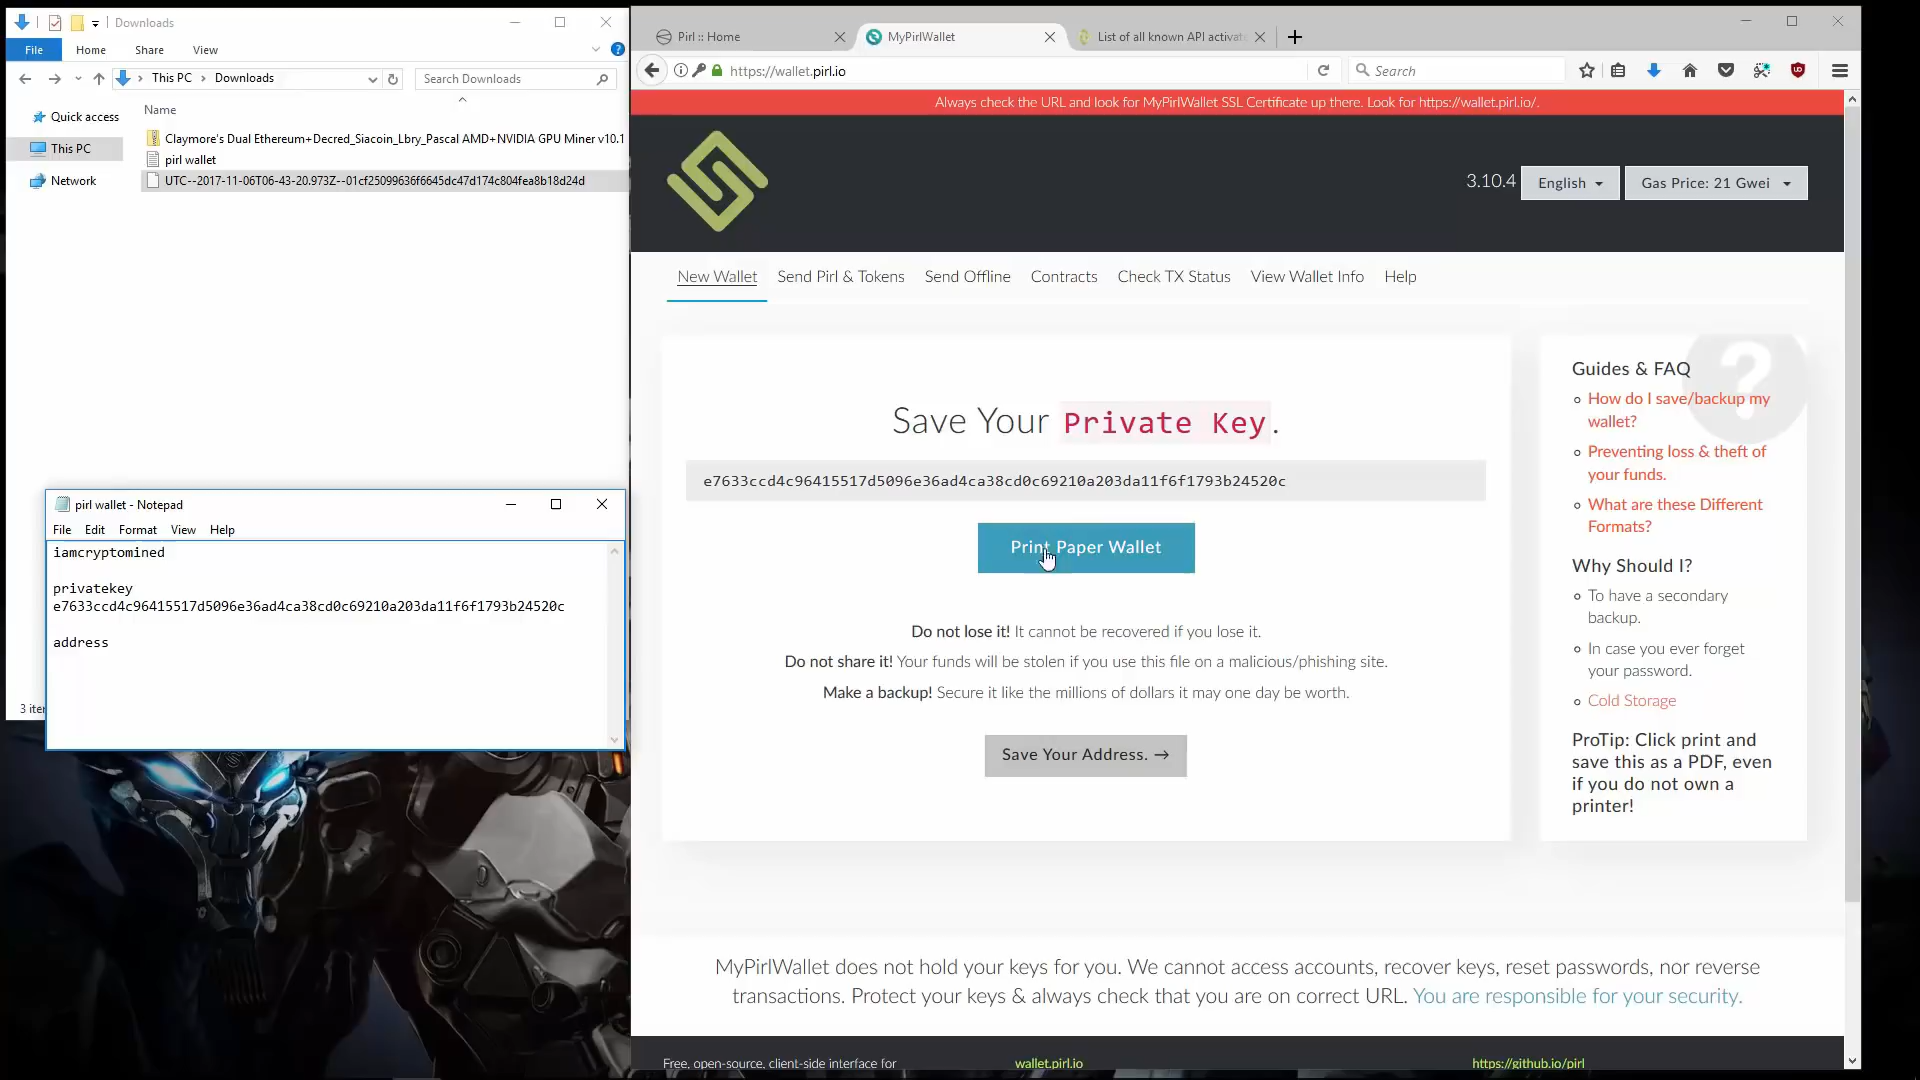 Downloads
File
Home
Share
View
This PC
Downloads
Search Downloads
Name
Quick access
This PC
Network
Claymore's Dual Ethereum+Decred_Siacoin_Lbry_Pascal AMD+NVIDIA GPU Miner v10.1
pirl wallet
UTC--2017-11-06T06-43-20.973Z--01cf25099636f6645dc47d174c804fea8b18d24d
3 iter
pirl wallet - Notepad
File Edit Format View Help
iamcryptomined
privatekey
e7633ccd4c96415517d5096e36ad4ca38cd0c69210a203da11f6f1793b24520c
address
Pirl :: Home
MyPirlWallet
List of all known API activat
https://wallet.pirl.io
Search
Always check the URL and look for MyPirlWallet SSL Certificate up there. Look for https://wallet.pirl.io/.
3.10.4
English
Gas Price: 21 Gwei
New Wallet
Send Pirl & Tokens
Send Offline
Contracts
Check TX Status
View Wallet Info
Help
Save Your Private Key.
e7633ccd4c96415517d5096e36ad4ca38cd0c69210a203da11f6f1793b24520c
Print Paper Wallet
Do not lose it! It cannot be recovered if you lose it.
Do not share it! Your funds will be stolen if you use this file on a malicious/phishing site.
Make a backup! Secure it like the millions of dollars it may one day be worth.
Save Your Address. →
Guides & FAQ
How do I save/backup my
wallet?
Preventing loss & theft of
your funds.
What are these Different
Formats?
Why Should I?
To have a secondary
backup.
In case you ever forget
your password.
Cold Storage
ProTip: Click print and
save this as a PDF, even
if you do not own a
printer!
MyPirlWallet does not hold your keys for you. We cannot access accounts, recover keys, reset passwords, nor reverse
transactions. Protect your keys & always check that you are on correct URL. You are responsible for your security.
Free, open-source, client-side interface for
wallet.pirl.io
https://github.io/pirl